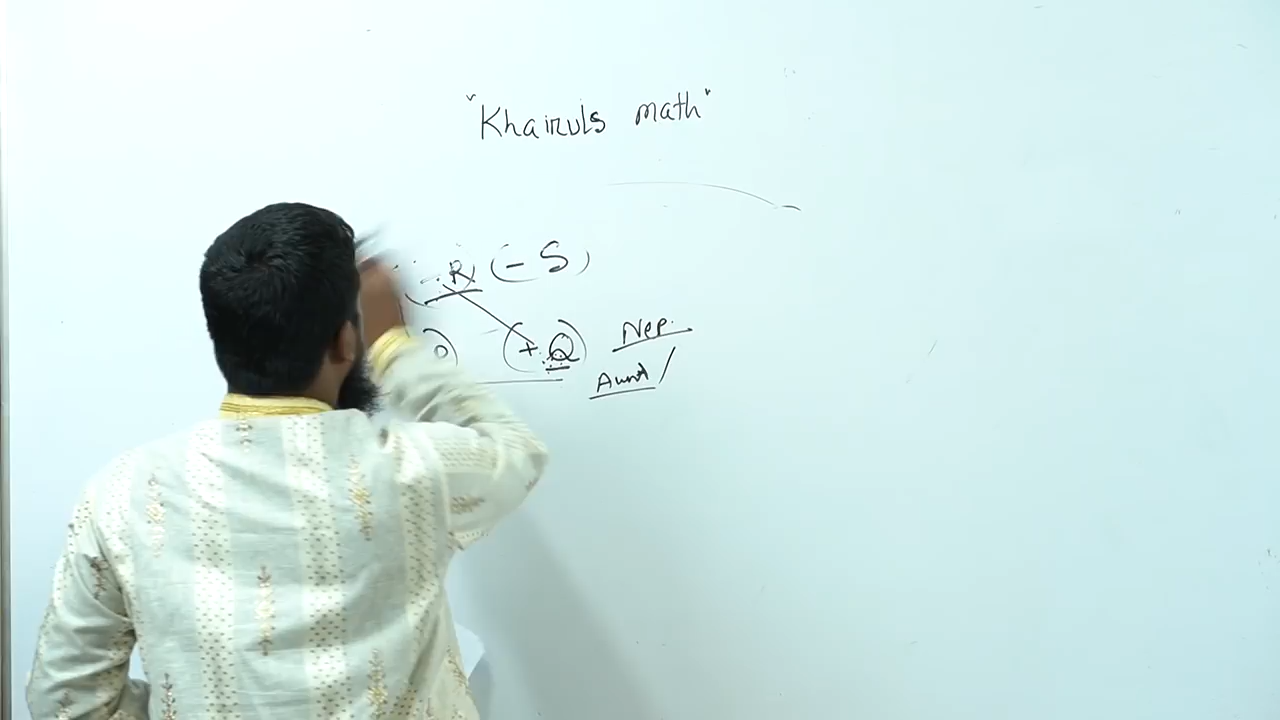 "Khairuls math"
R (- S)
) (+ Q) Nep.
Aunt /